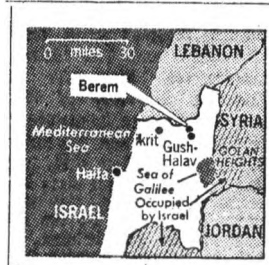 0 miles 30
LEBANON
Berem
SYRIA
Mediterranean
Sea
Ikrit
Gush-
Halav
GOLAN
HEIGHTS
Haifa
Sea of
Galilee
Occupied
by Israel
ISRAEL
JORDAN